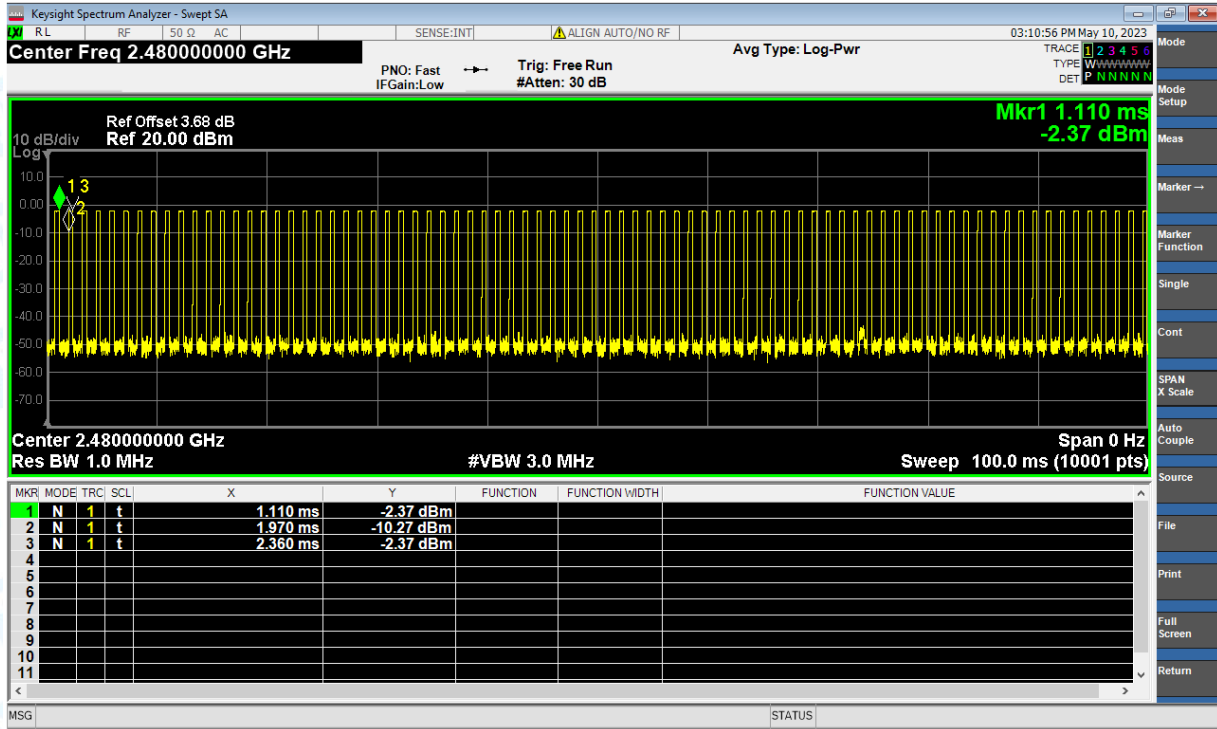 Keysight Spectrum Analyzer - Swept SA
LXI RL RF 50 Ω AC SENSE:INT ALIGN AUTO/NO RF 03:10:56 PM May 10, 2023
Center Freq 2.480000000 GHz
Avg Type: Log-Pwr
TRACE 1 2 3 4 5 6
TYPE W
DET P N N N N N
PNO: Fast
IFGain:Low
Trig: Free Run
#Atten: 30 dB
Mkr1 1.110 ms
-2.37 dBm
Ref Offset 3.68 dB
10 dB/div Ref 20.00 dBm
Log
10.0
0.00
-10.0
-20.0
-30.0
-40.0
-50.0
-60.0
-70.0
1 3
2
Center 2.480000000 GHz Span 0 Hz
Res BW 1.0 MHz #VBW 3.0 MHz Sweep 100.0 ms (10001 pts)
MKR MODE TRC SCL X Y FUNCTION FUNCTION WIDTH FUNCTION VALUE
1 N 1 t 1.110 ms -2.37 dBm
2 N 1 t 1.970 ms -10.27 dBm
3 N 1 t 2.360 ms -2.37 dBm
4
5
6
7
8
9
10
11
MSG STATUS
Mode
Mode
Setup
Meas
Marker →
Marker
Function
Single
Cont
SPAN
X Scale
Auto
Couple
Source
File
Print
Full
Screen
Return